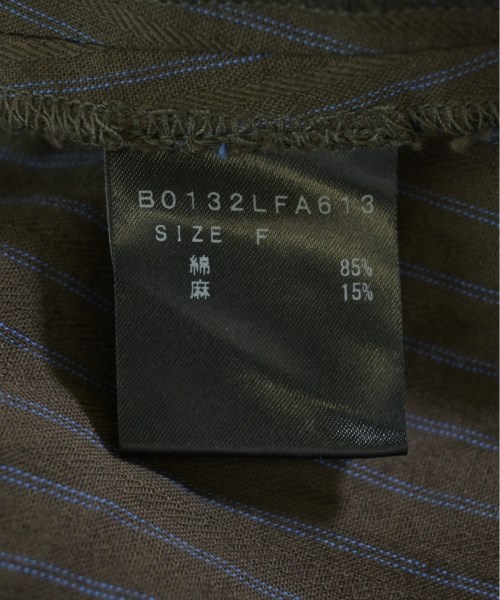 B0132LFA613
SIZE F
綿 85%
麻 15%